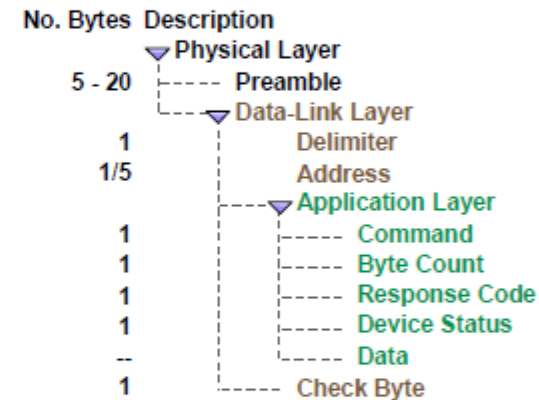 No. Bytes Description
Physical Layer
5 - 20 Preamble
Data-Link Layer
1 Delimiter
1/5 Address
Application Layer
1 Command
1 Byte Count
1 Response Code
1 Device Status
-- Data
1 Check Byte